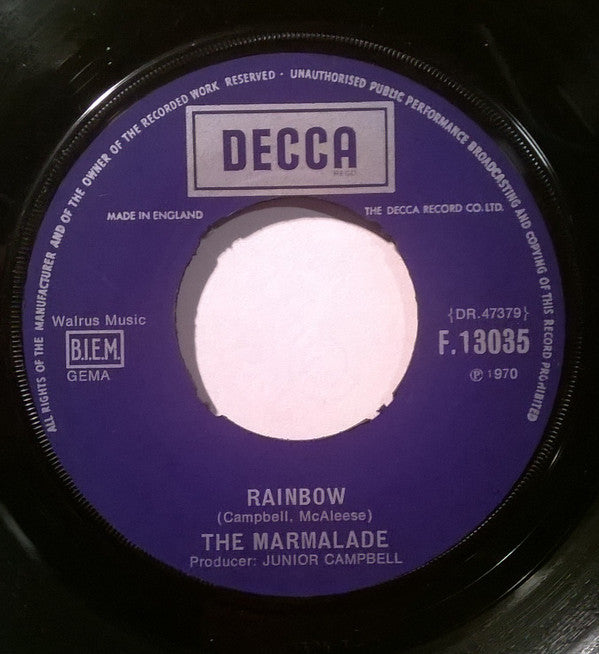 ALL RIGHTS OF THE MANUFACTURER AND OF THE OWNER OF THE RECORDED WORK RESERVED · UNAUTHORISED PUBLIC PERFORMANCE BROADCASTING AND COPYING OF THIS RECORD PROHIBITED
DECCA
REGD
MADE IN ENGLAND
THE DECCA RECORD CO. LTD.
Walrus Music
B.I.E.M.
GEMA
{DR.47379}
F.13035
℗ 1970
RAINBOW
(Campbell, McAleese)
THE MARMALADE
Producer: JUNIOR CAMPBELL